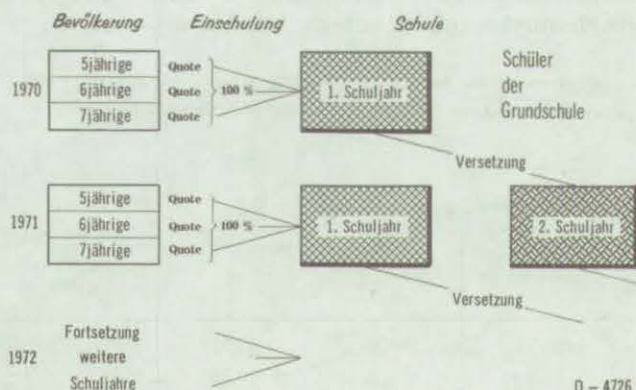 Bevölkerung Einschulung Schule
5jährige Quote
1970 6jährige Quote 100 % 1. Schuljahr
7jährige Quote
Schüler
der
Grundschule
Versetzung
5jährige Quote
1971 6jährige Quote 100 % 1. Schuljahr 2. Schuljahr
7jährige Quote
Versetzung
Fortsetzung
1972 weitere
Schuljahre
D – 4726